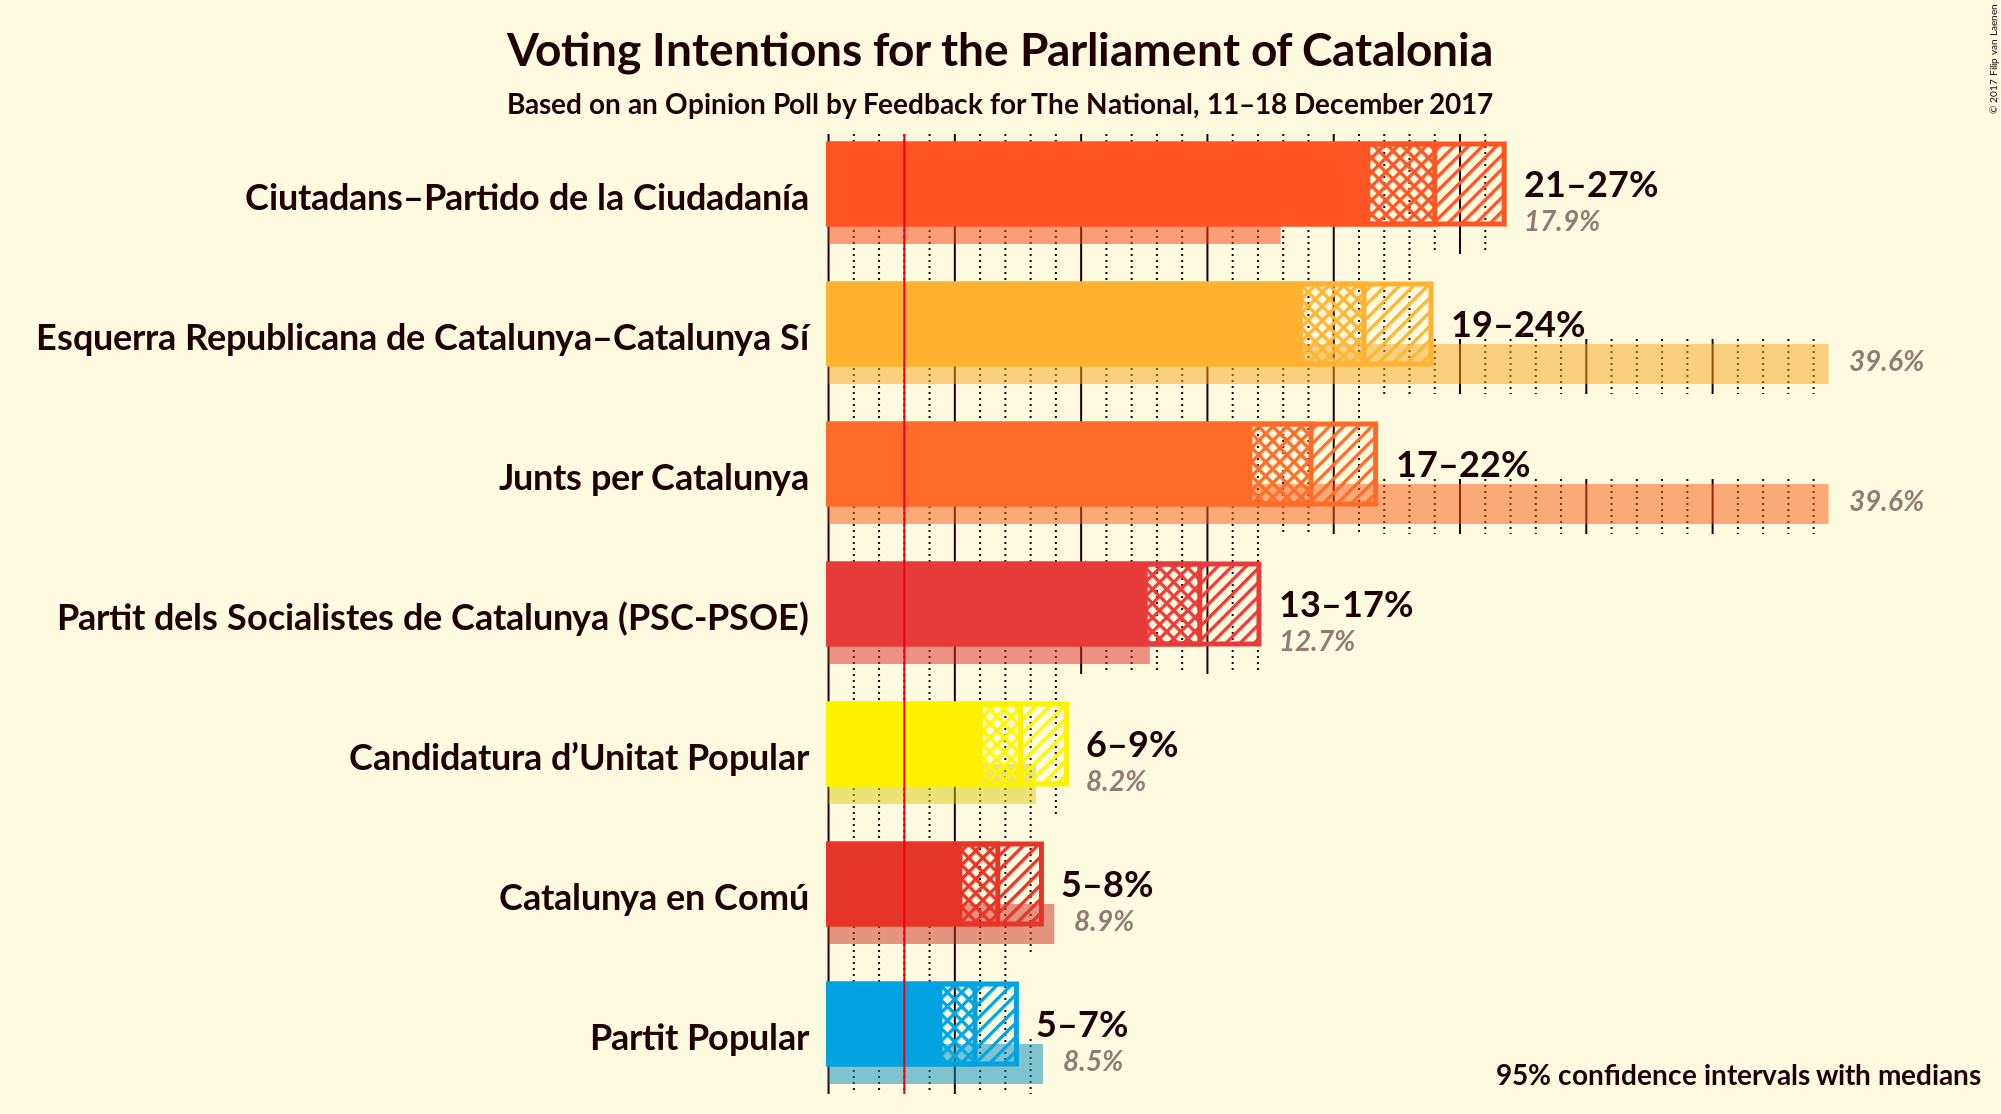 © 2017 Filip van Laenen
Voting Intentions for the Parliament of Catalonia
Based on an Opinion Poll by Feedback for The National, 11–18 December 2017
Ciutadans–Partido de la Ciudadanía
21–27%
17.9%
Esquerra Republicana de Catalunya–Catalunya Sí
19–24%
39.6%
Junts per Catalunya
17–22%
39.6%
Partit dels Socialistes de Catalunya (PSC-PSOE)
13–17%
12.7%
Candidatura d’Unitat Popular
6–9%
8.2%
Catalunya en Comú
5–8%
8.9%
Partit Popular
5–7%
8.5%
95% confidence intervals with medians